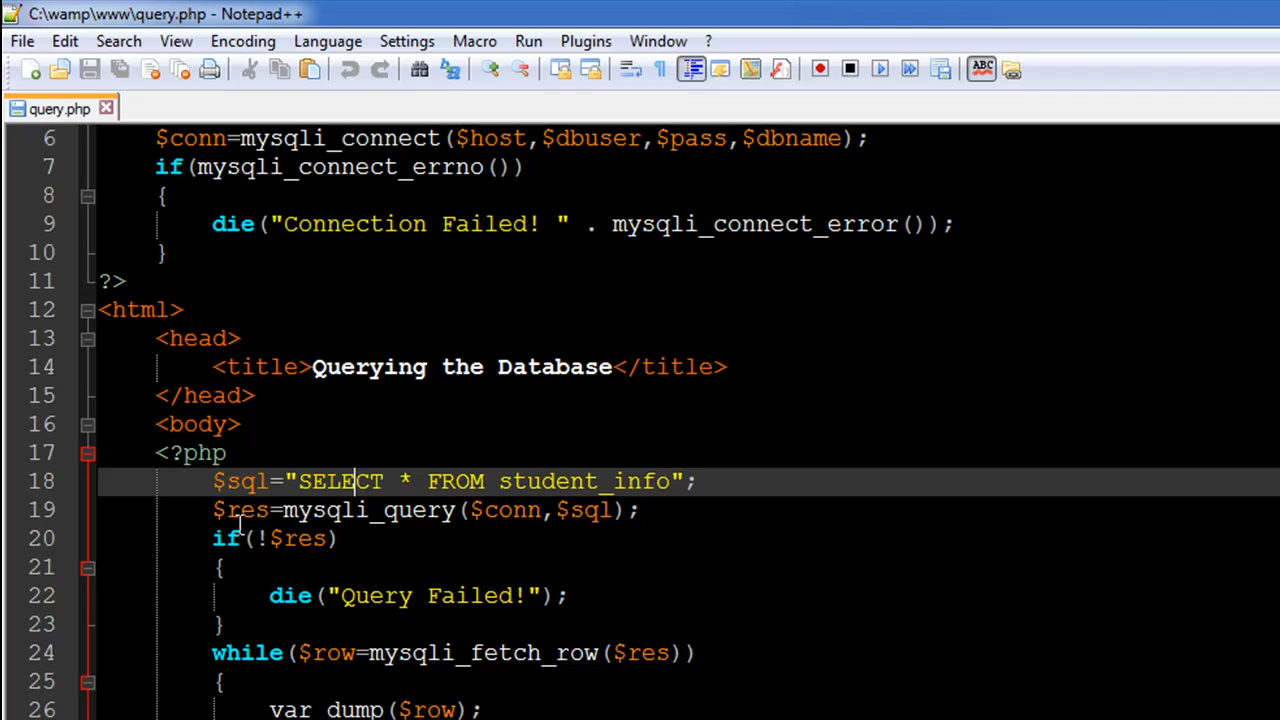 C:\wamp\www\query.php - Notepad++
File Edit Search View Encoding Language Settings Macro Run Plugins Window ?
ABC
query.php
6 $conn=mysqli_connect($host,$dbuser,$pass,$dbname);
7 if(mysqli_connect_errno())
8 {
9 die("Connection Failed! " . mysqli_connect_error());
10 }
11 ?>
12 <html>
13 <head>
14 <title>Querying the Database</title>
15 </head>
16 <body>
17 <?php
18 $sql="SELECT * FROM student_info";
19 $res=mysqli_query($conn,$sql);
20 if(!$res)
21 {
22 die("Query Failed!");
23 }
24 while($row=mysqli_fetch_row($res))
25 {
26 var_dump($row);